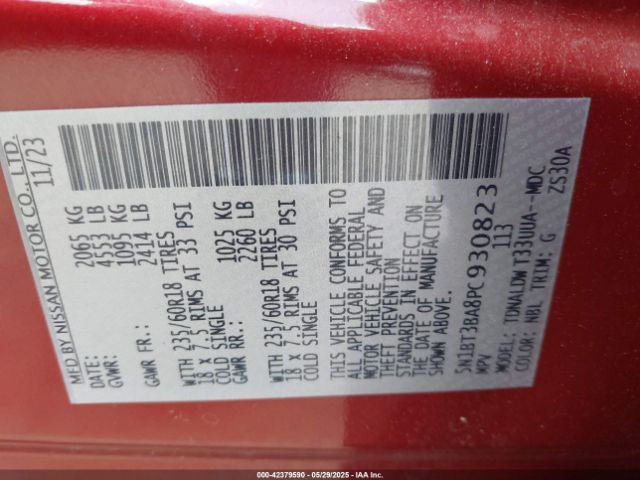 MFD BY NISSAN MOTOR CO., LTD.
DATE: 11/23
GVWR: 2065 KG
4553 LB
GAWR FR.: 1095 KG
2414 LB
WITH 235/60R18 TIRES
18 x 7.5 RIMS AT 33 PSI
COLD SINGLE
GAWR RR.: 1025 KG
2260 LB
WITH 235/60R18 TIRES
18 x 7.5 RIMS AT 30 PSI
COLD SINGLE
THIS VEHICLE CONFORMS TO
ALL APPLICABLE FEDERAL
MOTOR VEHICLE SAFETY AND
THEFT PREVENTION
STANDARDS IN EFFECT ON
THE DATE OF MANUFACTURE
SHOWN ABOVE.
5N1BT3BA8PC930823
MPV 113
MODEL: TDNALDW T33UUA--MDC
COLOR: NBL TRIM: G ZS30A
000-42379590 - 05/29/2025 - IAA Inc.